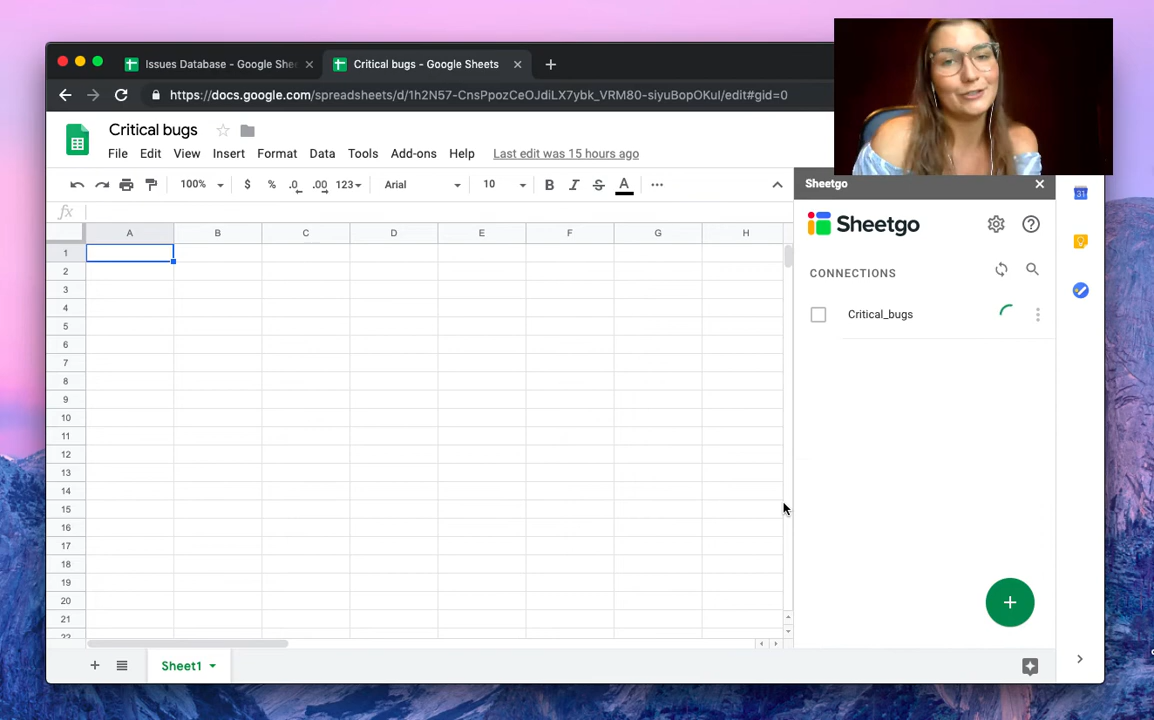 Issues Database - Google Shee
Critical bugs - Google Sheets
https://docs.google.com/spreadsheets/d/1h2N57-CnsPpozCeOJdiLX7ybk_VRM80-siyuBopOKuI/edit#gid=0
Critical bugs
File Edit View Insert Format Data Tools Add-ons Help Last edit was 15 hours ago
100% $ % .0 .00 123 Arial 10 B I S A
Sheetgo
fx
Sheetgo
A B C D E F G H
CONNECTIONS
Critical_bugs
1
2
3
4
5
6
7
8
9
10
11
12
13
14
15
16
17
18
19
20
21
22
31
Sheet1